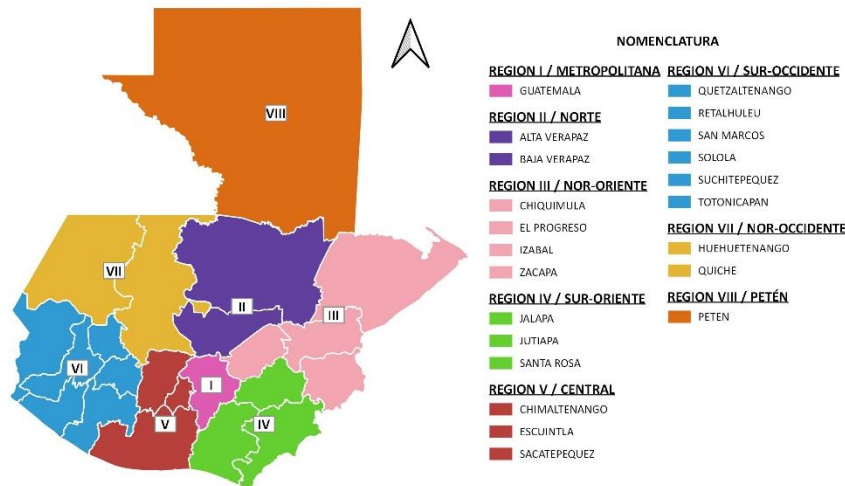 NOMENCLATURA
REGION I / METROPOLITANA
GUATEMALA
REGION II / NORTE
ALTA VERAPAZ
BAJA VERAPAZ
REGION III / NOR-ORIENTE
CHIQUIMULA
EL PROGRESO
IZABAL
ZACAPA
REGION IV / SUR-ORIENTE
JALAPA
JUTIAPA
SANTA ROSA
REGION V / CENTRAL
CHIMALTENANGO
ESCUINTLA
SACATEPEQUEZ
REGION VI / SUR-OCCIDENTE
QUETZALTENANGO
RETALHULEU
SAN MARCOS
SOLOLA
SUCHITEPEQUEZ
TOTONICAPAN
REGION VII / NOR-OCCIDENTE
HUEHUETENANGO
QUICHE
REGION VIII / PETÉN
PETEN
VIII
VII
II
III
VI
I
V
IV